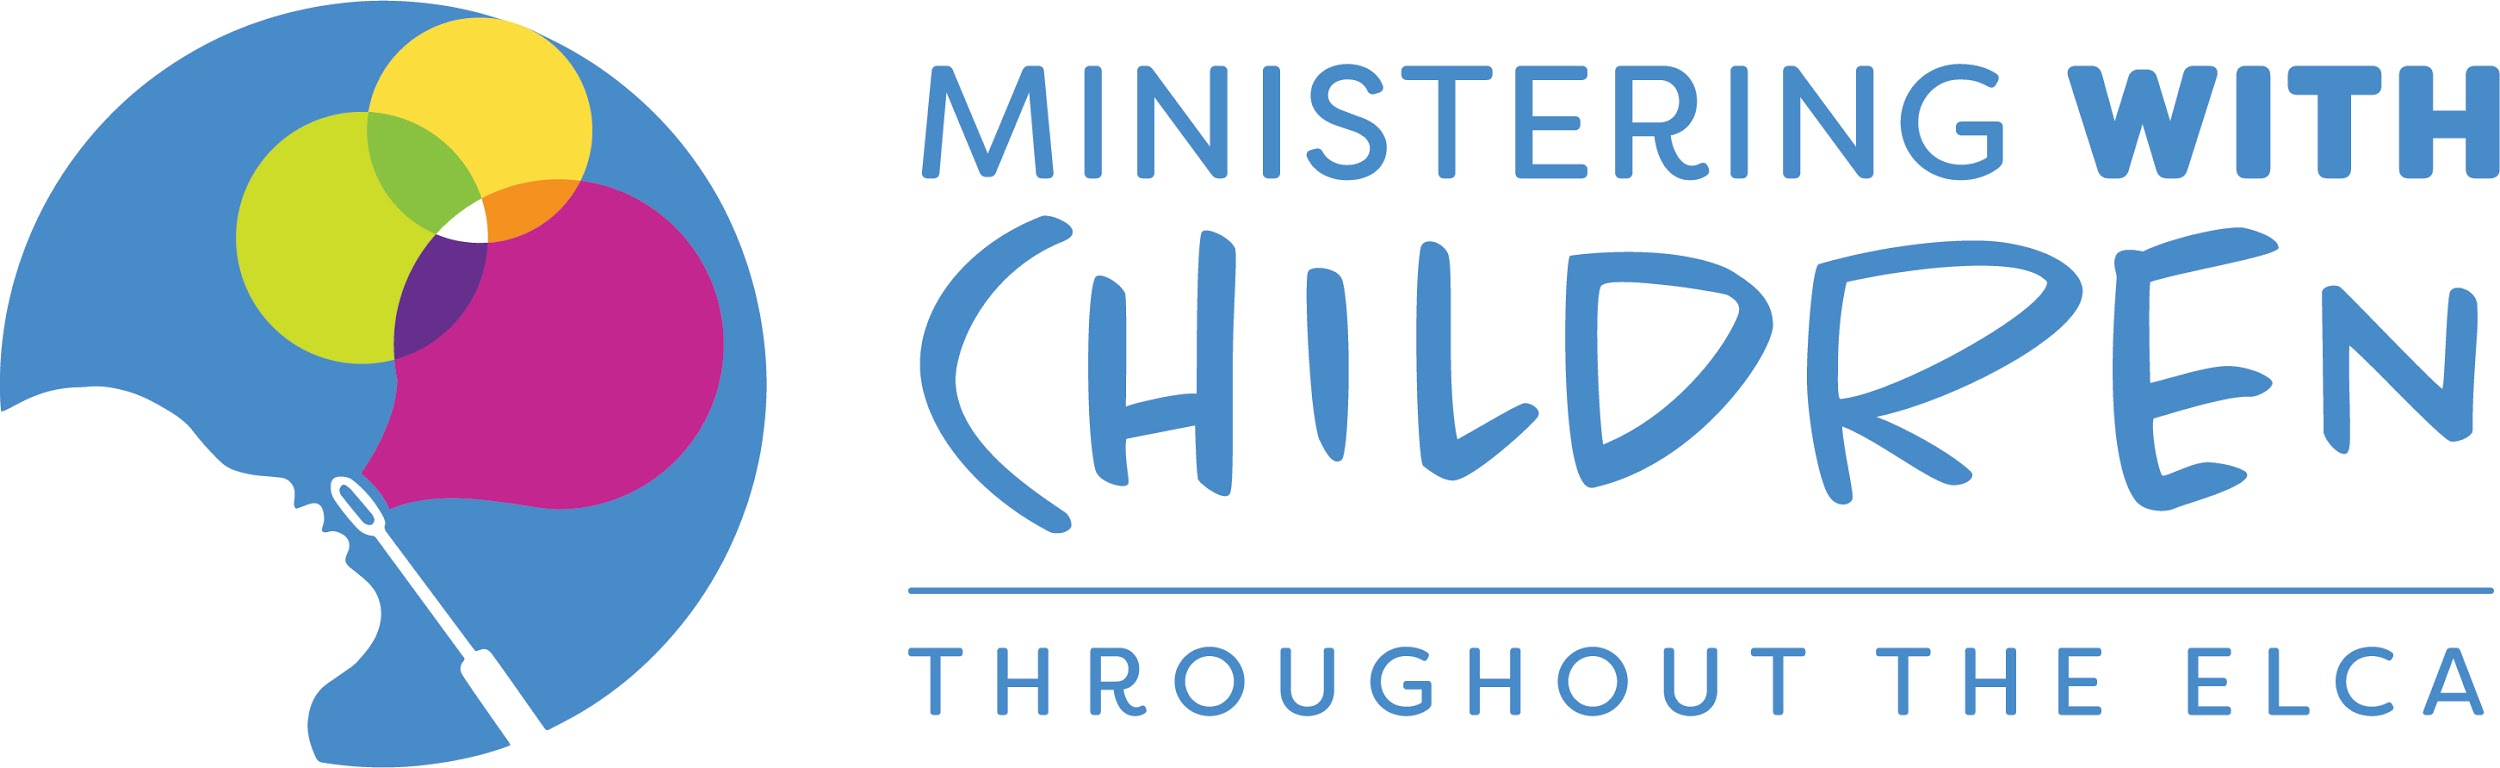 MINISTERING WITH
CHILDREN
THROUGHOUT THE ELCA